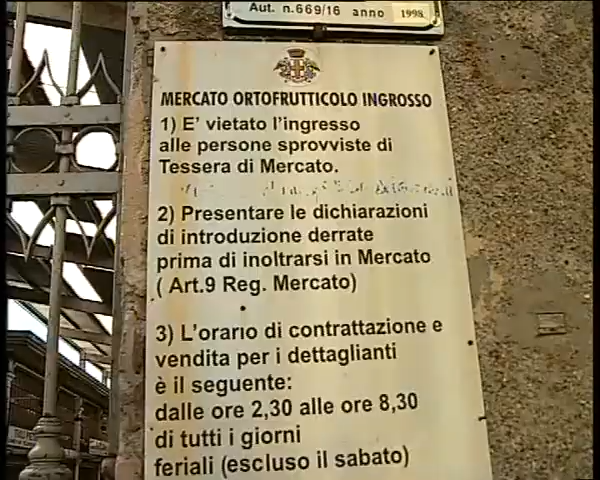 Aut. n.669/16 anno 1998
MERCATO ORTOFRUTTICOLO INGROSSO
1) E' vietato l'ingresso
alle persone sprovviste di
Tessera di Mercato.
2) Presentare le dichiarazioni
di introduzione derrate
prima di inoltrarsi in Mercato
( Art.9 Reg. Mercato)
3) L'orario di contrattazione e
vendita per i dettaglianti
è il seguente:
dalle ore 2,30 alle ore 8,30
di tutti i giorni
feriali (escluso il sabato)